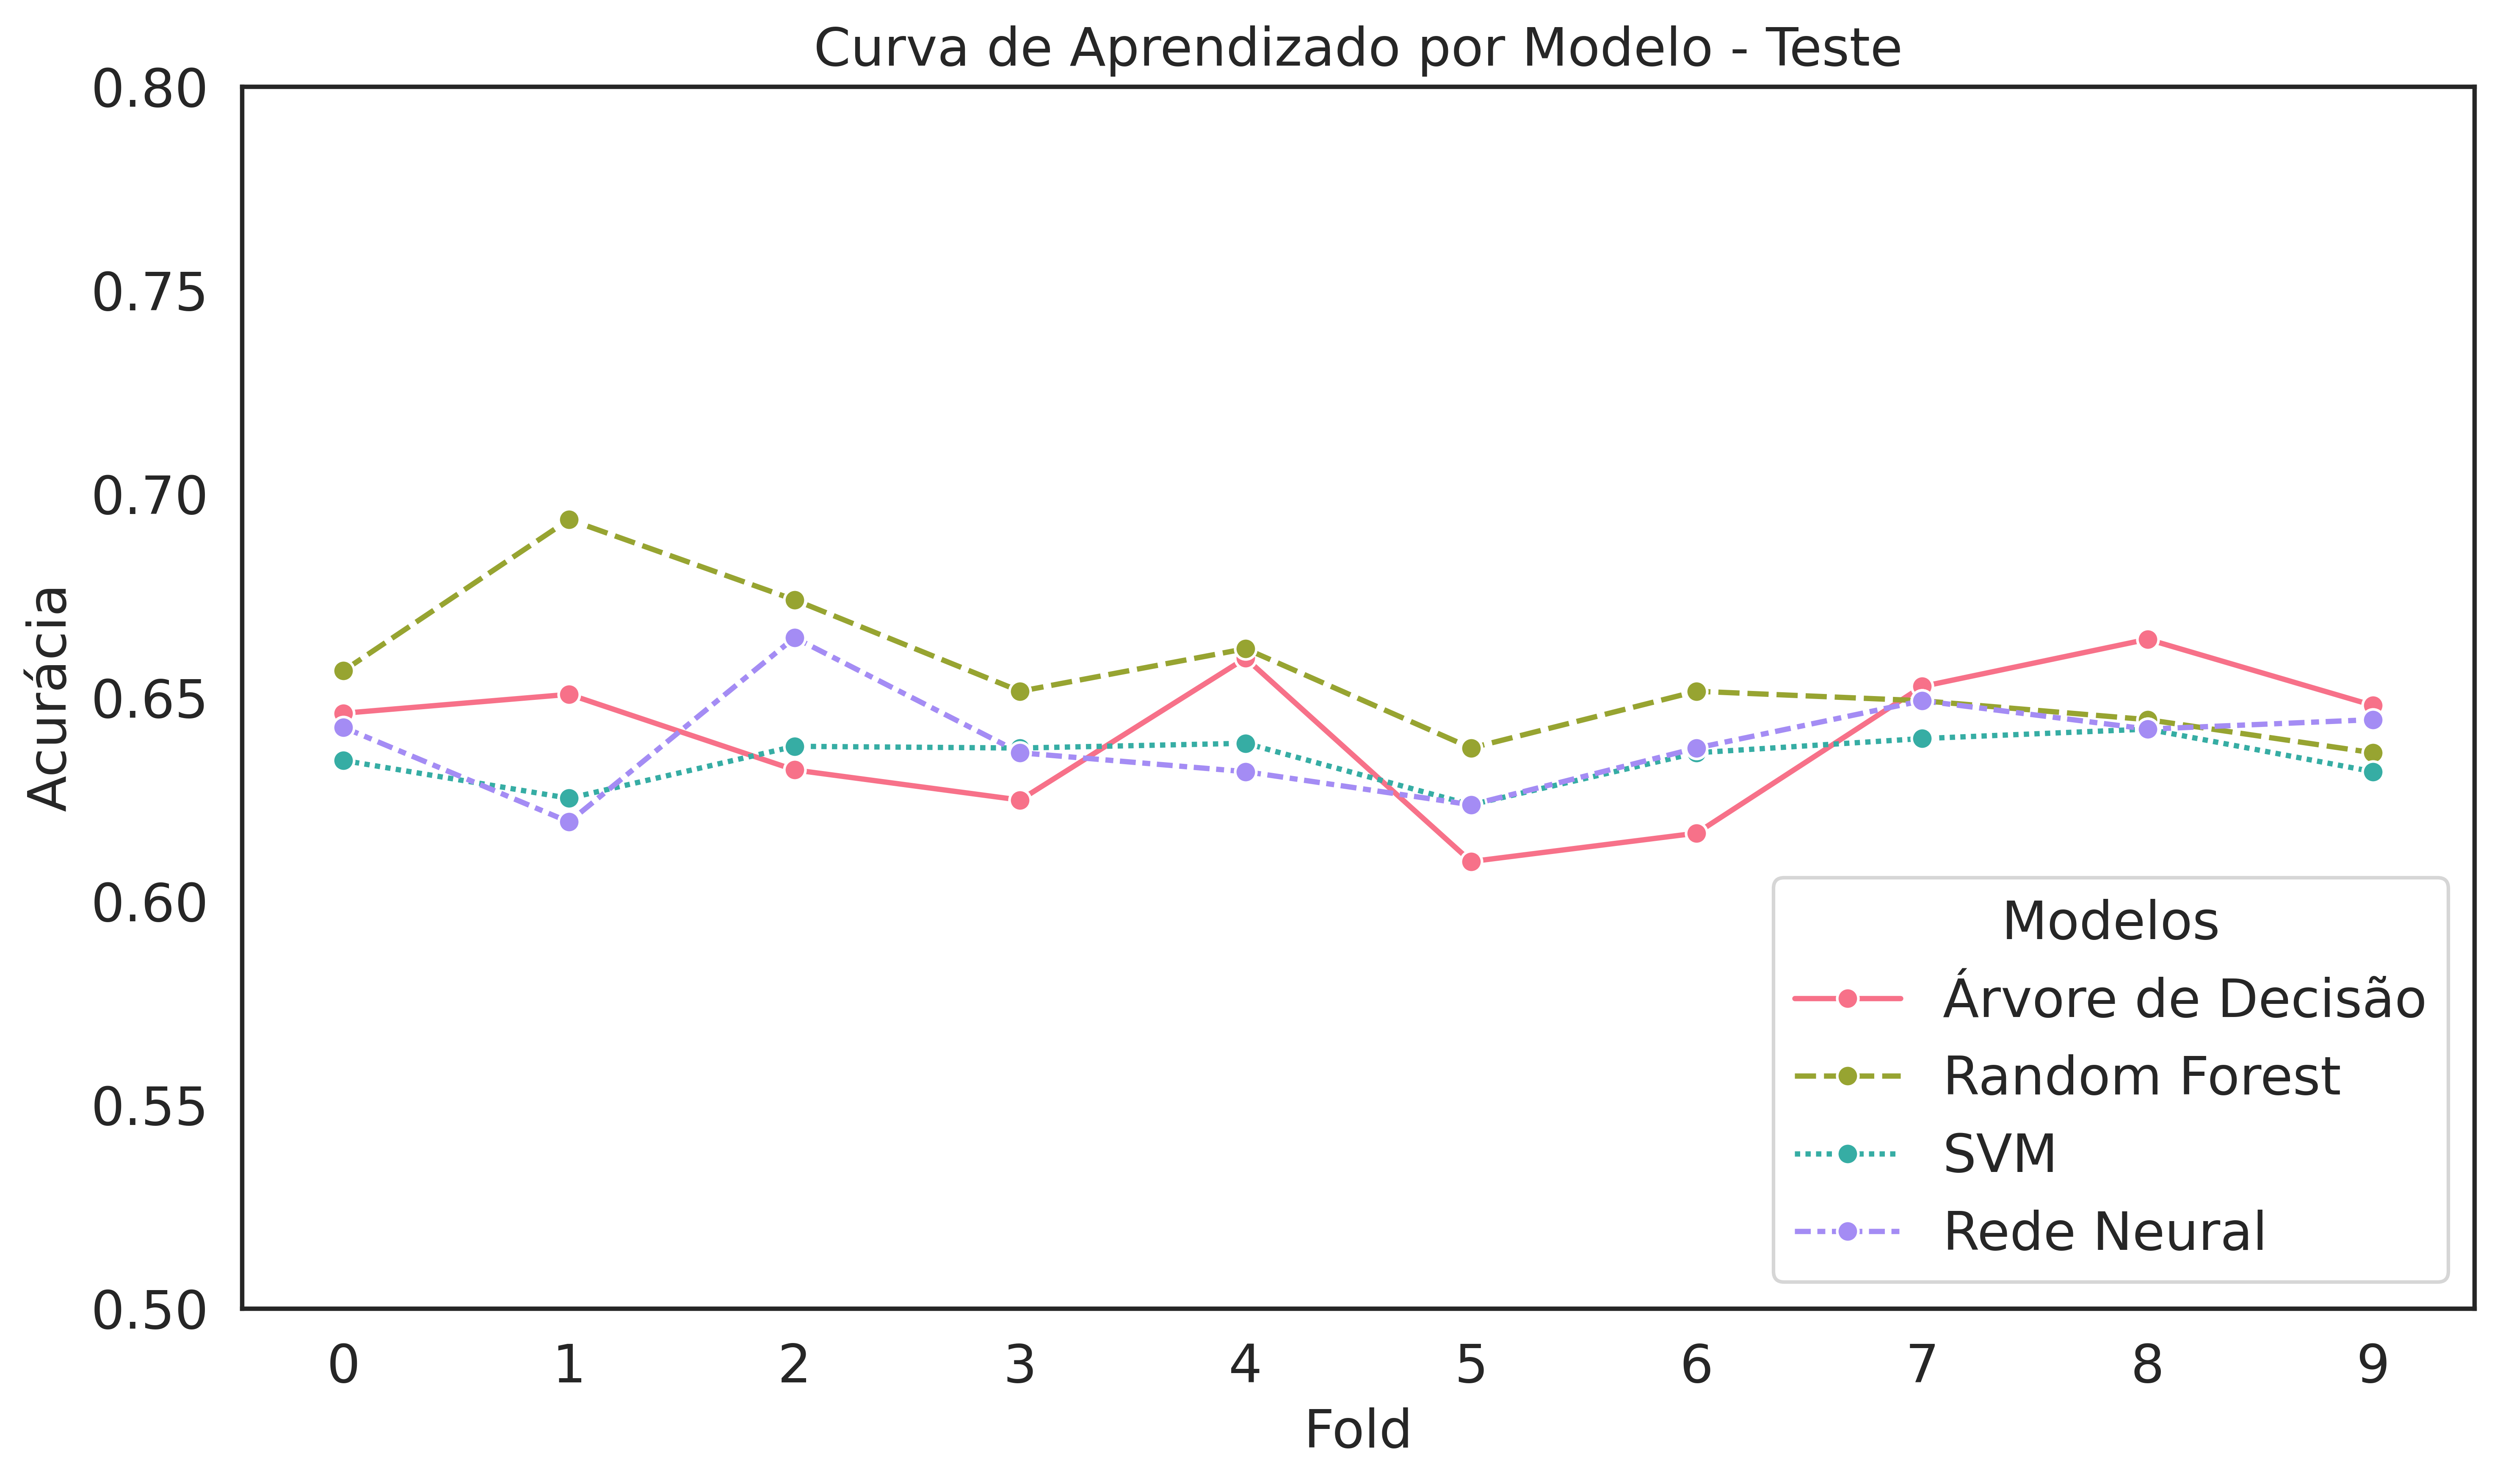 Curva de Aprendizado por Modelo - Teste
0.80
0.75
0.70
0.65
0.60
0.55
0.50
Acurácia
0 1 2 3 4 5 6 7 8 9
Fold
Modelos
Árvore de Decisão
Random Forest
SVM
Rede Neural